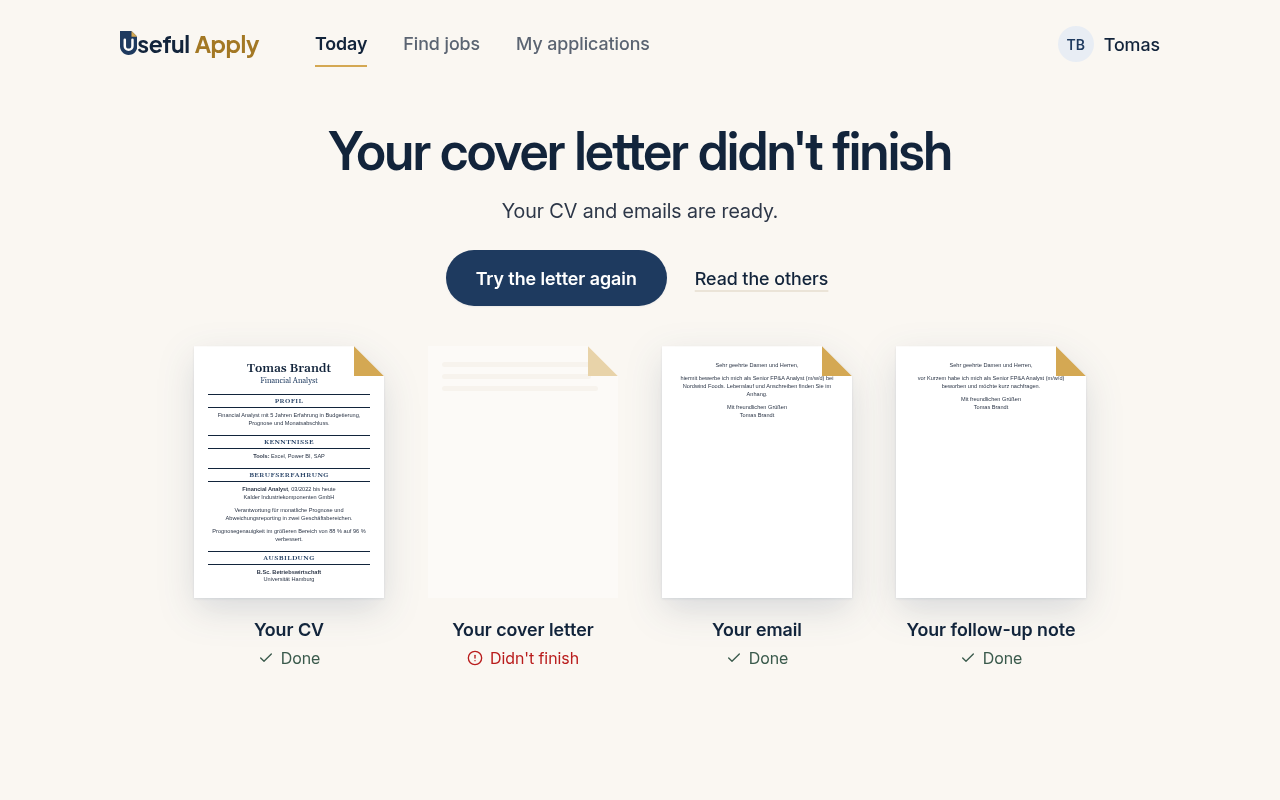 Useful Apply
Today
Find jobs
My applications
TB
Tomas
Your cover letter didn't finish
Your CV and emails are ready.
Try the letter again
Read the others
Tomas Brandt
Financial Analyst
PROFIL
Financial Analyst mit 5 Jahren Erfahrung in Budgetierung,
Prognose und Monatsabschluss.
KENNTNISSE
Tools: Excel, Power BI, SAP
BERUFSERFAHRUNG
Financial Analyst, 03/2022 bis heute
Kalder Industriekomponenten GmbH
Verantwortung für monatliche Prognose und
Abweichungsreporting in zwei Geschäftsbereichen.
Prognosegenauigkeit im größeren Bereich von 88 % auf 96 %
verbessert.
AUSBILDUNG
B.Sc. Betriebswirtschaft
Universität Hamburg
Sehr geehrte Damen und Herren,
hiermit bewerbe ich mich als Senior FP&A Analyst (m/w/d) bei
Nordwind Foods. Lebenslauf und Anschreiben finden Sie im
Anhang.
Mit freundlichen Grüßen
Tomas Brandt
Sehr geehrte Damen und Herren,
vor Kurzem habe ich mich als Senior FP&A Analyst (m/w/d)
beworben und möchte kurz nachfragen.
Mit freundlichen Grüßen
Tomas Brandt
Your CV
Done
Your cover letter
Didn't finish
Your email
Done
Your follow-up note
Done